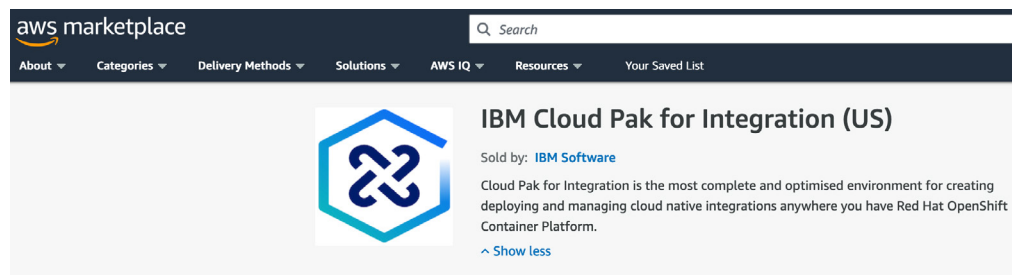 aws marketplace
Search
About Categories Delivery Methods Solutions AWS IQ Resources Your Saved List
IBM Cloud Pak for Integration (US)
Sold by: IBM Software
Cloud Pak for Integration is the most complete and optimised environment for creating
deploying and managing cloud native integrations anywhere you have Red Hat OpenShift
Container Platform.
Show less